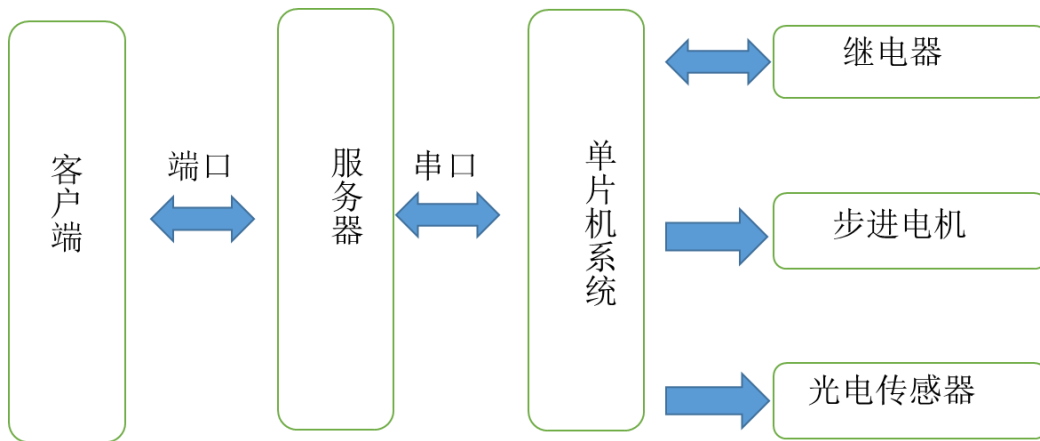 客户端
端口
服务器
串口
单片机系统
继电器
步进电机
光电传感器